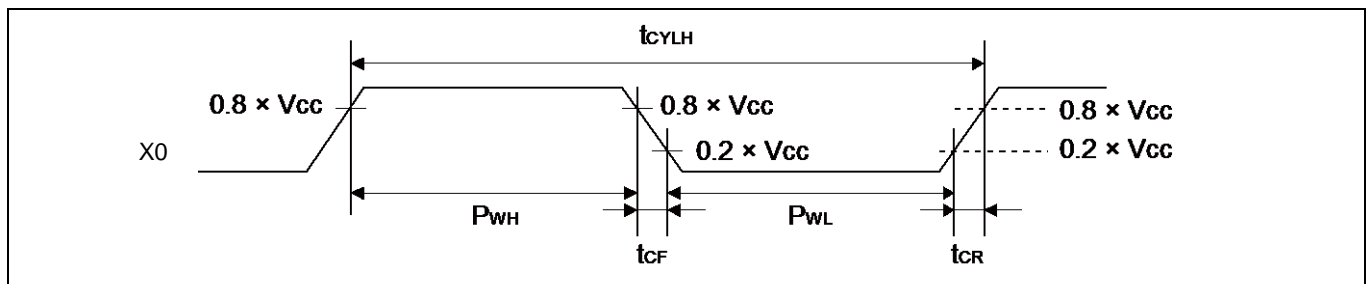 tCYLH
0.8 × Vcc
0.8 × Vcc
0.8 × Vcc
X0
0.2 × Vcc
0.2 × Vcc
PWH
PWL
tCF
tCR